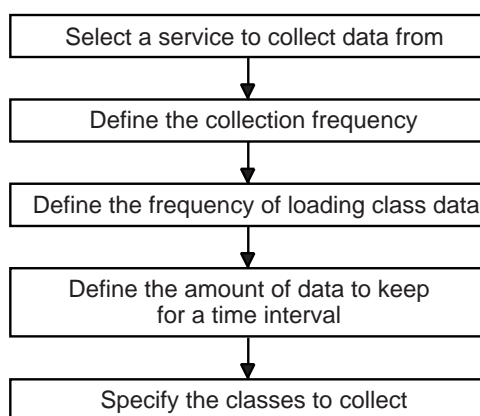 Select a service to collect data from
Define the collection frequency
Define the frequency of loading class data
Define the amount of data to keep
for a time interval
Specify the classes to collect